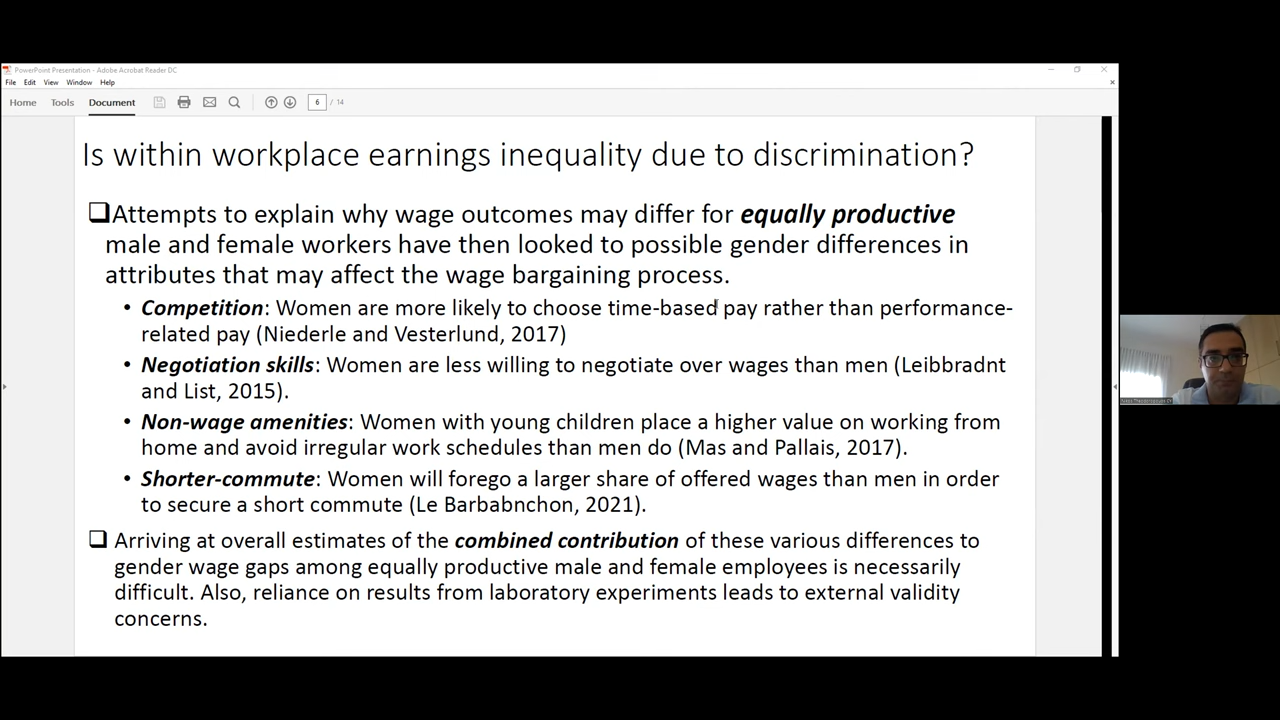 PowerPoint Presentation - Adobe Acrobat Reader DC
File Edit View Window Help
Home Tools Document 6 / 14
Is within workplace earnings inequality due to discrimination?
Attempts to explain why wage outcomes may differ for equally productive
male and female workers have then looked to possible gender differences in
attributes that may affect the wage bargaining process.
• Competition: Women are more likely to choose time-based pay rather than performance-
related pay (Niederle and Vesterlund, 2017)
• Negotiation skills: Women are less willing to negotiate over wages than men (Leibbradnt
and List, 2015).
• Non-wage amenities: Women with young children place a higher value on working from
home and avoid irregular work schedules than men do (Mas and Pallais, 2017).
• Shorter-commute: Women will forego a larger share of offered wages than men in order
to secure a short commute (Le Barbabnchon, 2021).
Arriving at overall estimates of the combined contribution of these various differences to
gender wage gaps among equally productive male and female employees is necessarily
difficult. Also, reliance on results from laboratory experiments leads to external validity
concerns.